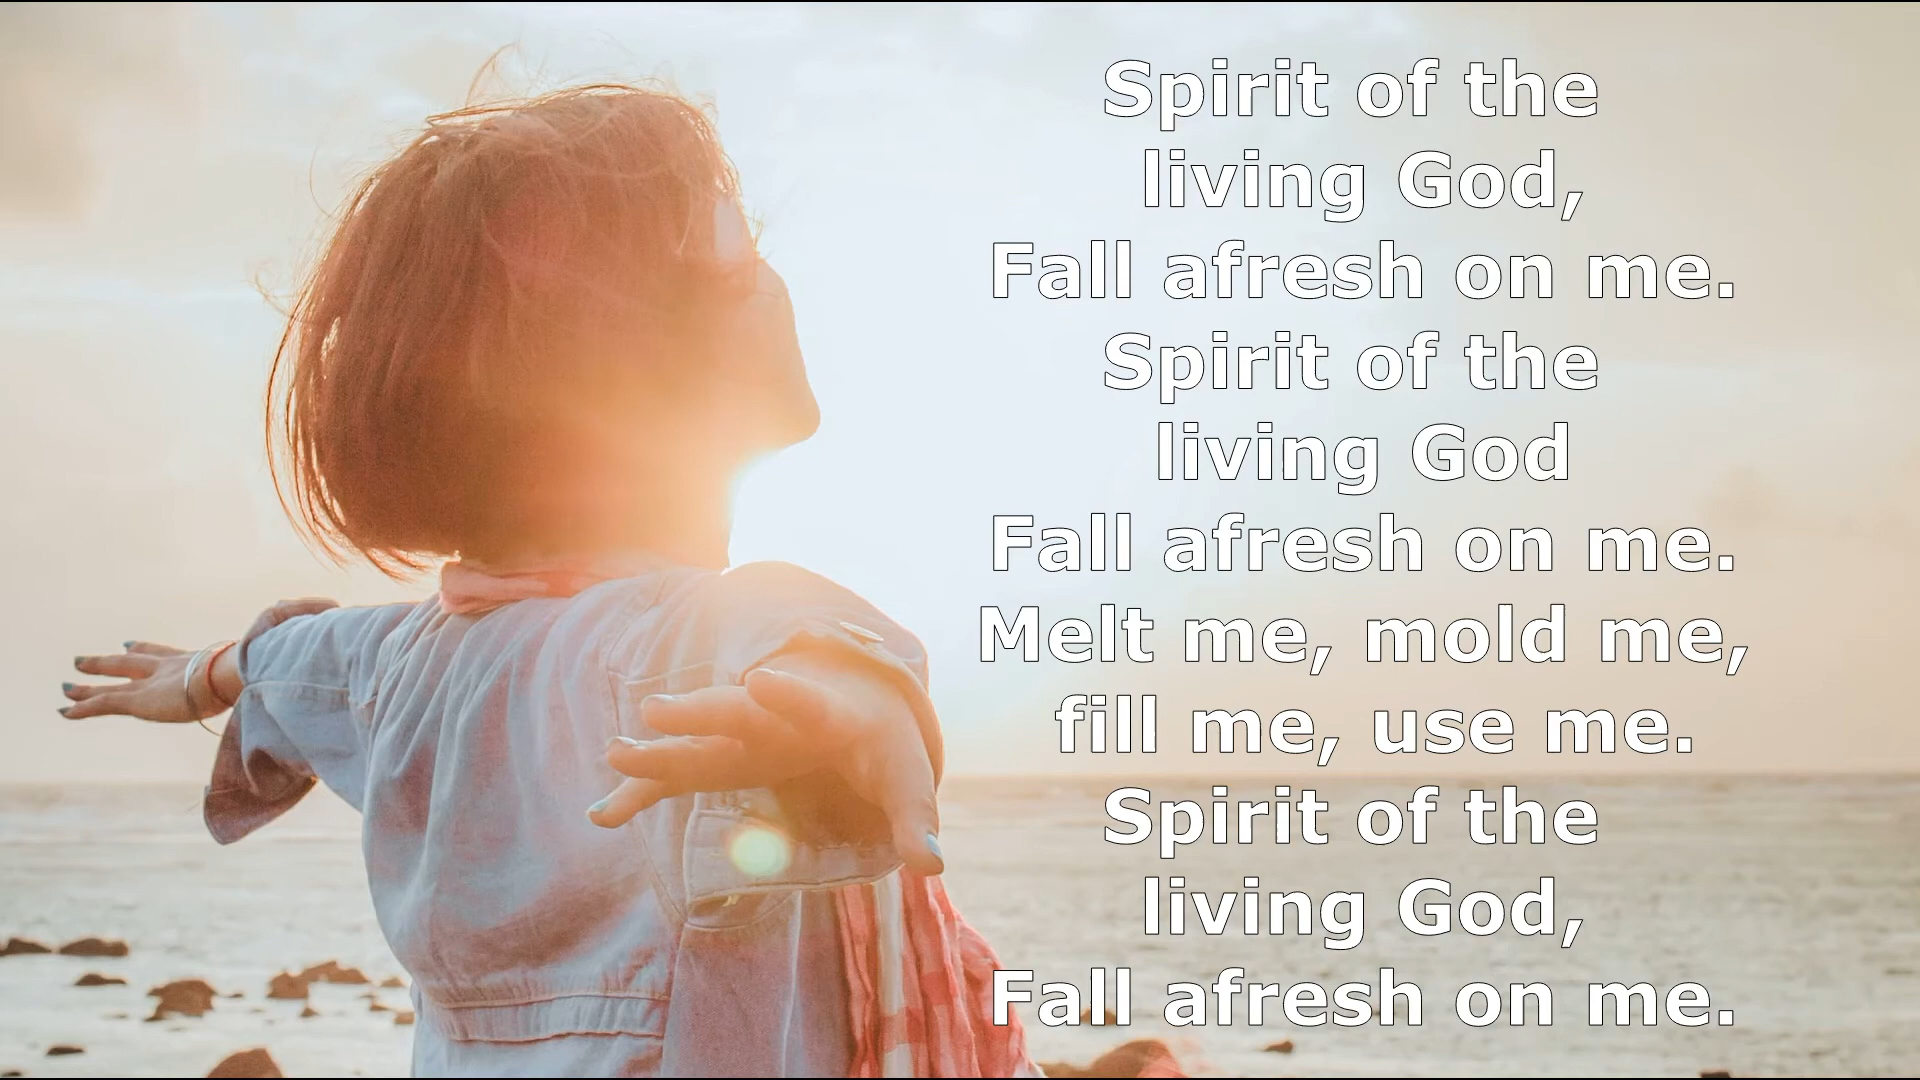 Spirit of the
living God,
Fall afresh on me.
Spirit of the
living God
Fall afresh on me.
Melt me, mold me,
fill me, use me.
Spirit of the
living God,
Fall afresh on me.